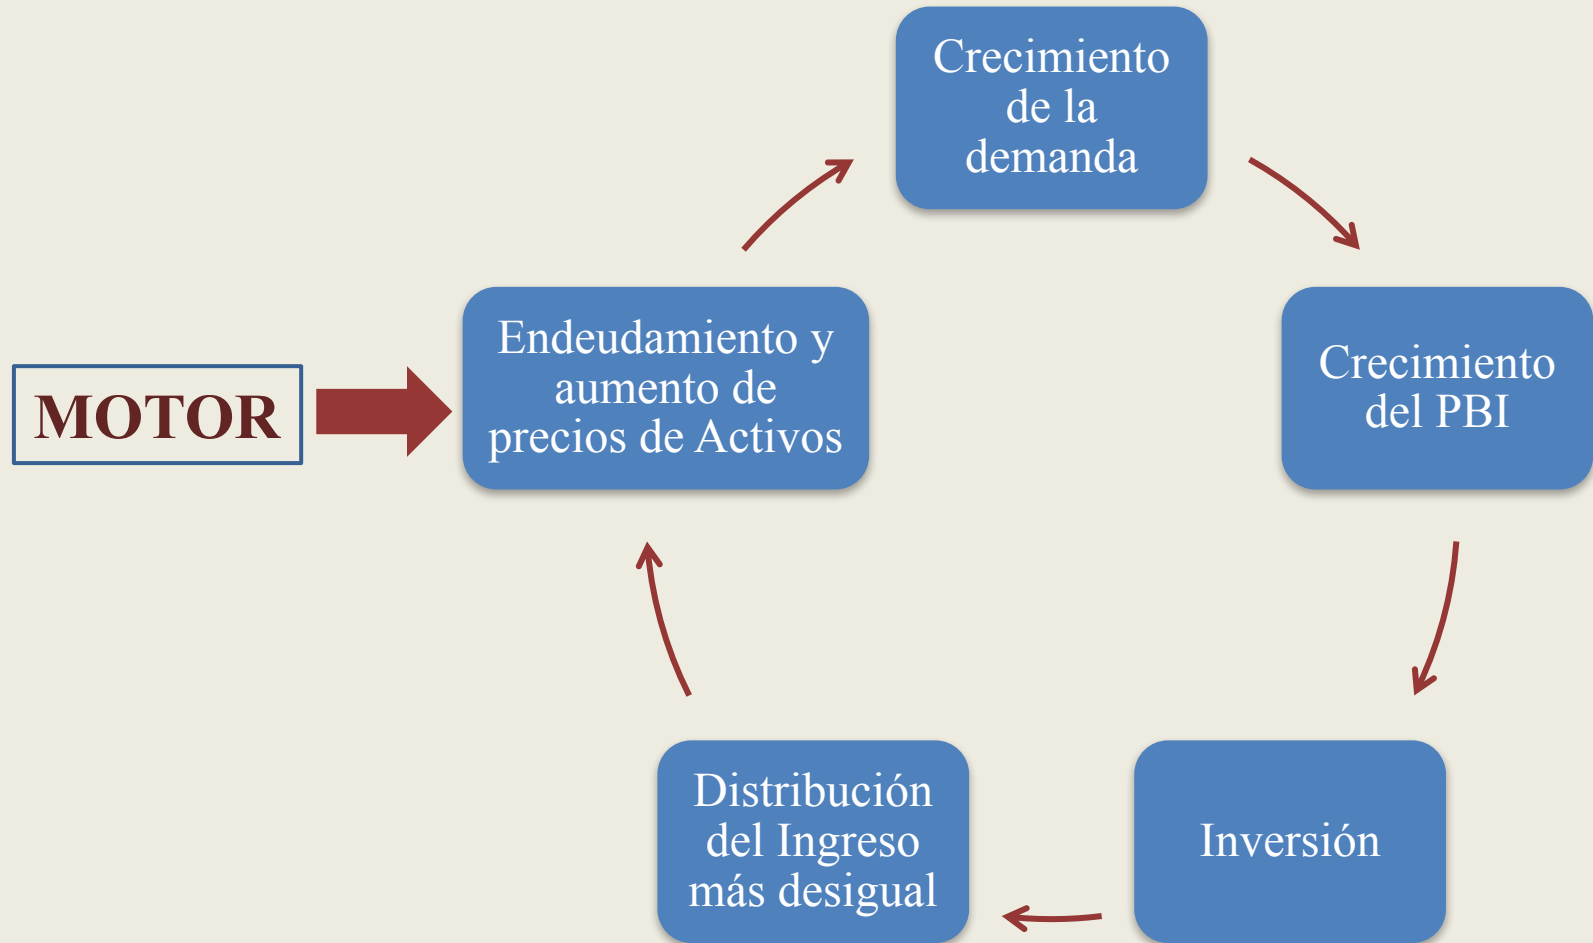 Crecimiento
de la
demanda
MOTOR
Endeudamiento y
aumento de
precios de Activos
Crecimiento
del PBI
Distribución
del Ingreso
más desigual
Inversión